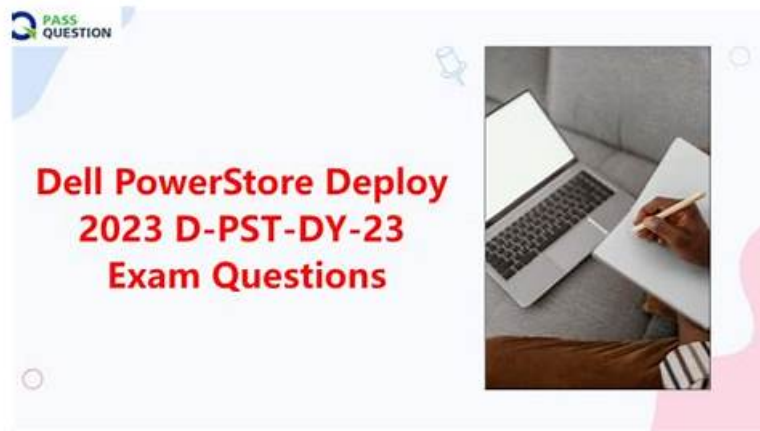 PASS
QUESTION
Dell PowerStore Deploy
2023 D-PST-DY-23
Exam Questions